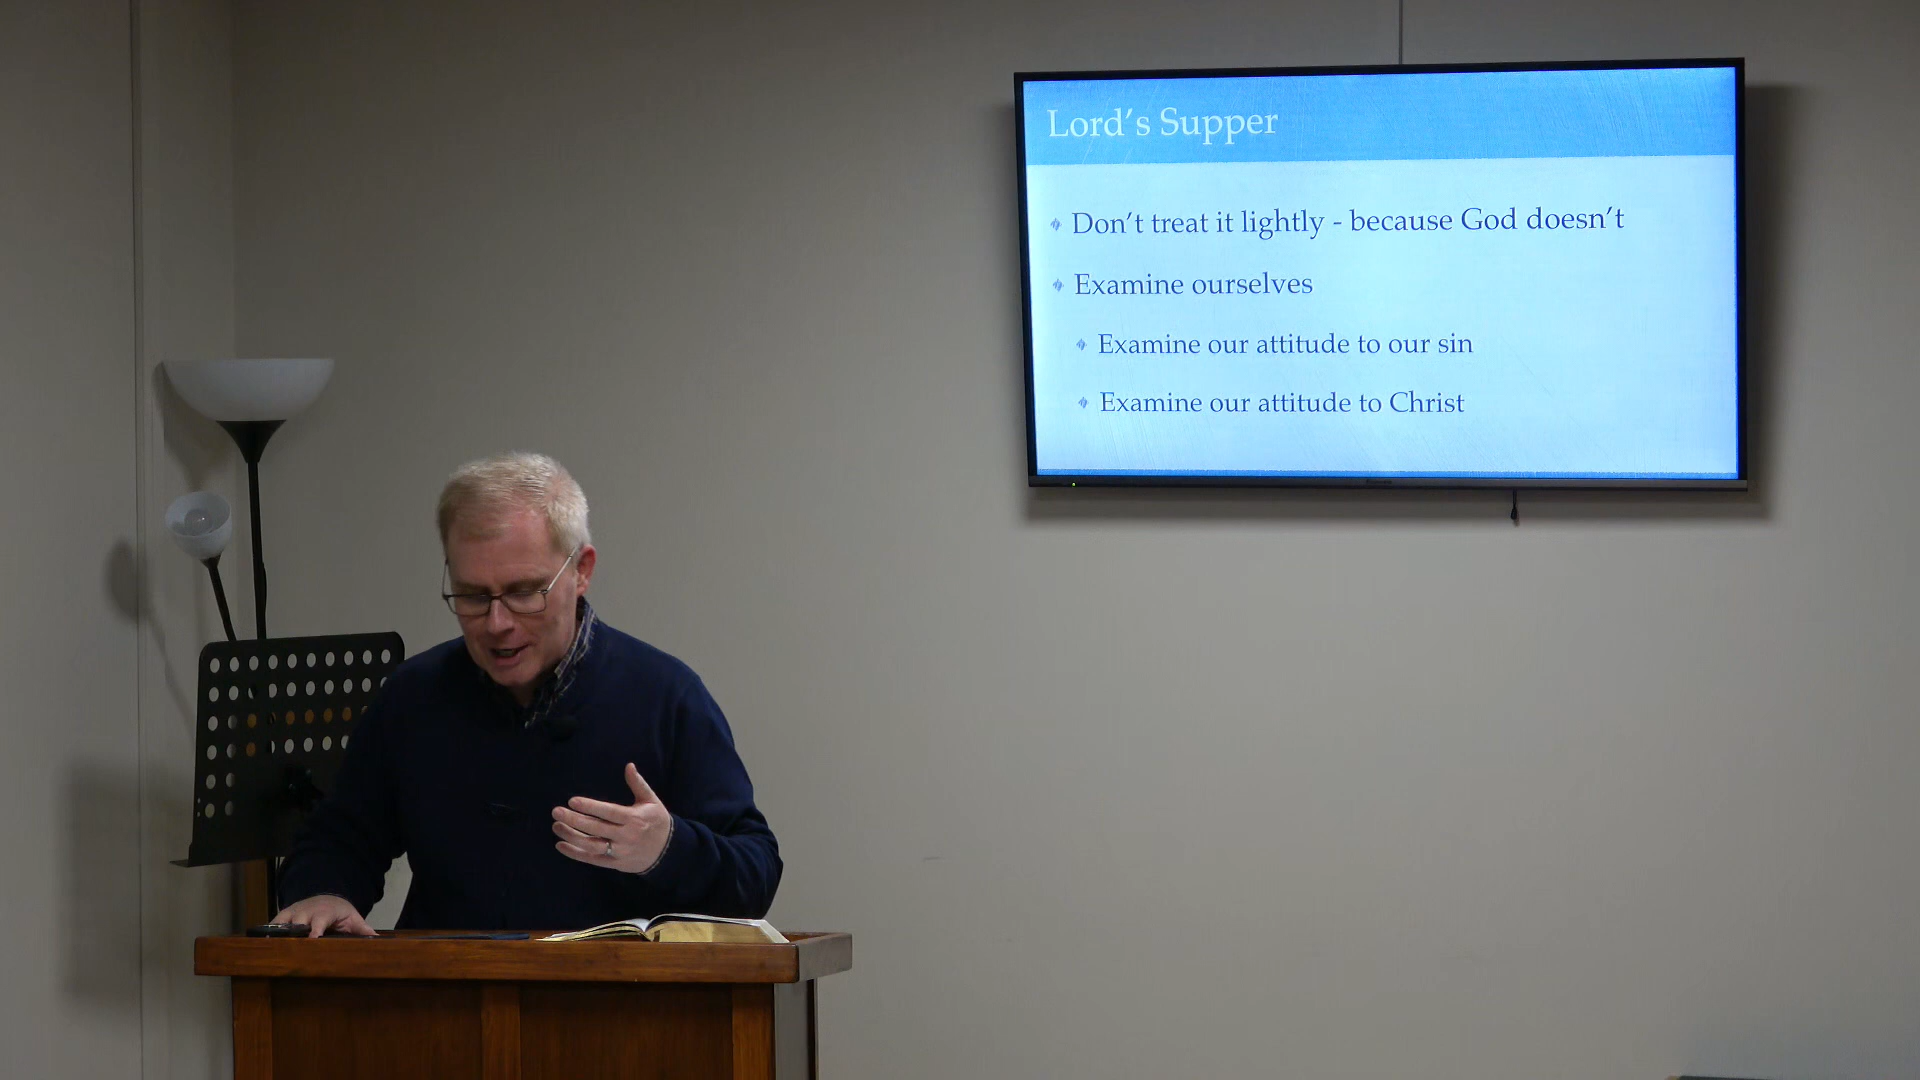 Lord’s Supper
Don’t treat it lightly - because God doesn’t
Examine ourselves
Examine our attitude to our sin
Examine our attitude to Christ